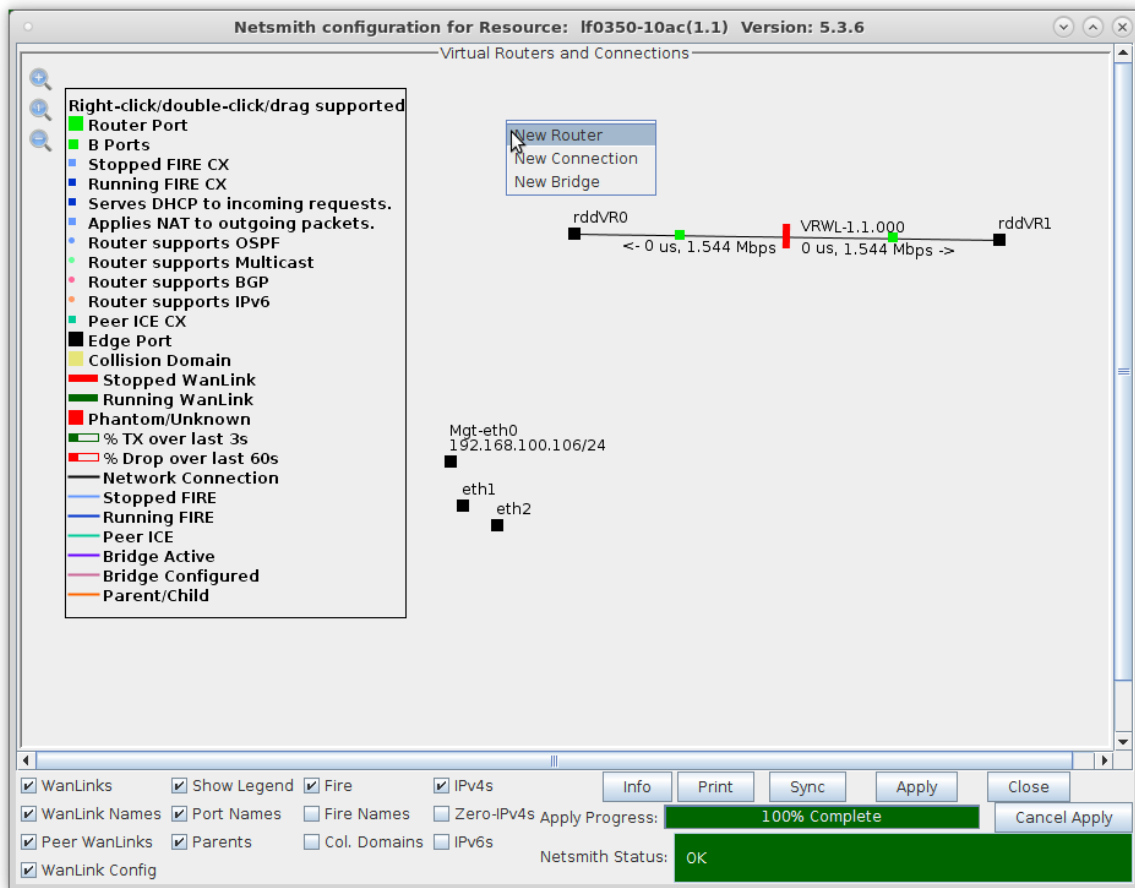 Netsmith configuration for Resource: lf0350-10ac(1.1) Version: 5.3.6
Virtual Routers and Connections
Right-click/double-click/drag supported
Router Port
B Ports
Stopped FIRE CX
Running FIRE CX
Serves DHCP to incoming requests.
Applies NAT to outgoing packets.
Router supports OSPF
Router supports Multicast
Router supports BGP
Router supports IPv6
Peer ICE CX
Edge Port
Collision Domain
Stopped WanLink
Running WanLink
Phantom/Unknown
% TX over last 3s
% Drop over last 60s
Network Connection
Stopped FIRE
Running FIRE
Peer ICE
Bridge Active
Bridge Configured
Parent/Child
New Router
New Connection
New Bridge
rddVR0
VRWL-1.1.000
rddVR1
<- 0 us, 1.544 Mbps
0 us, 1.544 Mbps ->
Mgt-eth0
192.168.100.106/24
eth1
eth2
WanLinks Show Legend Fire IPv4s Info Print Sync Apply Close
WanLink Names Port Names Fire Names Zero-IPv4s Apply Progress: 100% Complete Cancel Apply
Peer WanLinks Parents Col. Domains IPv6s Netsmith Status: OK
WanLink Config